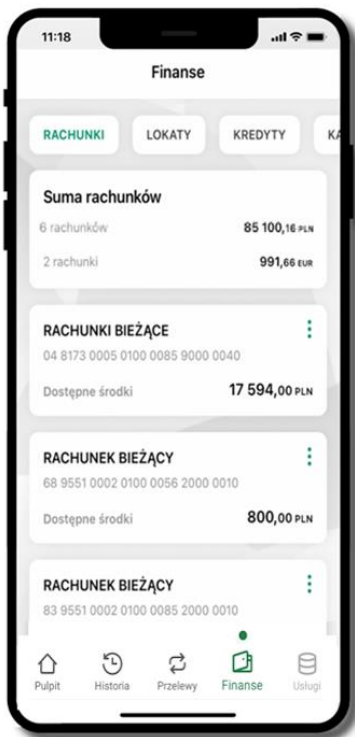 11:18
Finanse
RACHUNKI LOKATY KREDYTY KA
Suma rachunków
6 rachunków 85 100,16 PLN
2 rachunki 991,66 EUR
RACHUNKI BIEŻĄCE
04 8173 0005 0100 0085 9000 0040
Dostępne środki 17 594,00 PLN
RACHUNEK BIEŻĄCY
68 9551 0002 0100 0056 2000 0010
Dostępne środki 800,00 PLN
RACHUNEK BIEŻĄCY
83 9551 0002 0100 0085 2000 0010
Pulpit Historia Przelewy Finanse Usługi